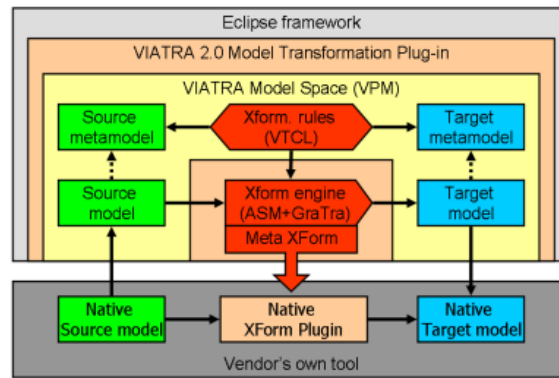 Eclipse framework
VIATRA 2.0 Model Transformation Plug-in
VIATRA Model Space (VPM)
Source
metamodel
Xform. rules
(VTCL)
Target
metamodel
Source
model
Xform engine
(ASM+GraTra)
Meta XForm
Target
model
Native
Source model
Native
XForm Plugin
Native
Target model
Vendor's own tool